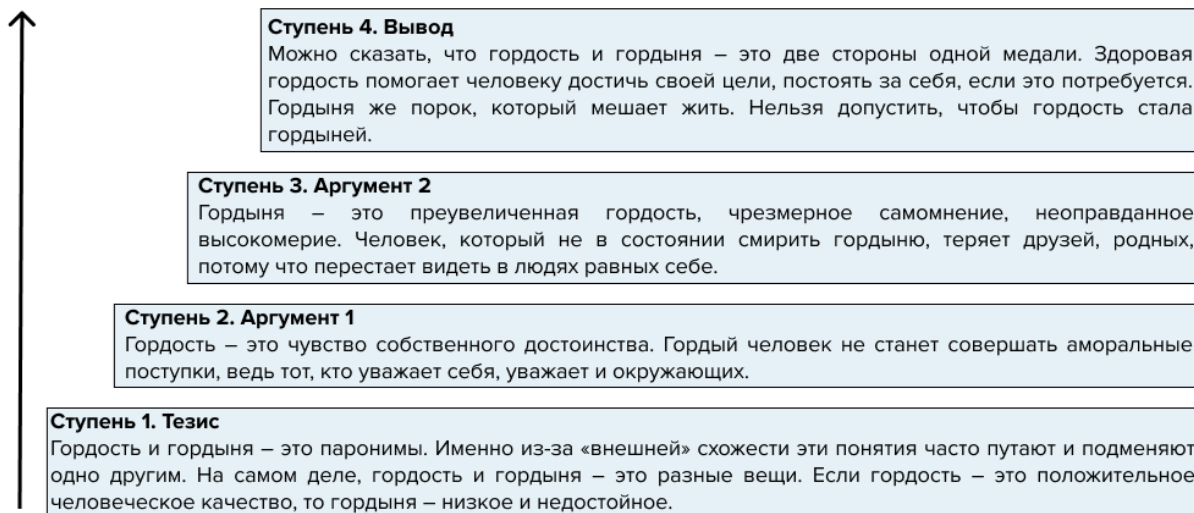 Ступень 4. Вывод
Можно сказать, что гордость и гордыня – это две стороны одной медали. Здоровая
гордость помогает человеку достичь своей цели, постоять за себя, если это потребуется.
Гордыня же порок, который мешает жить. Нельзя допустить, чтобы гордость стала
гордыней.
Ступень 3. Аргумент 2
Гордыня – это преувеличенная гордость, чрезмерное самомнение, неоправданное
высокомерие. Человек, который не в состоянии смирить гордыню, теряет друзей, родных,
потому что перестает видеть в людях равных себе.
Ступень 2. Аргумент 1
Гордость – это чувство собственного достоинства. Гордый человек не станет совершать аморальные
поступки, ведь тот, кто уважает себя, уважает и окружающих.
Ступень 1. Тезис
Гордость и гордыня – это паронимы. Именно из-за «внешней» схожести эти понятия часто путают и подменяют
одно другим. На самом деле, гордость и гордыня – это разные вещи. Если гордость – это положительное
человеческое качество, то гордыня – низкое и недостойное.